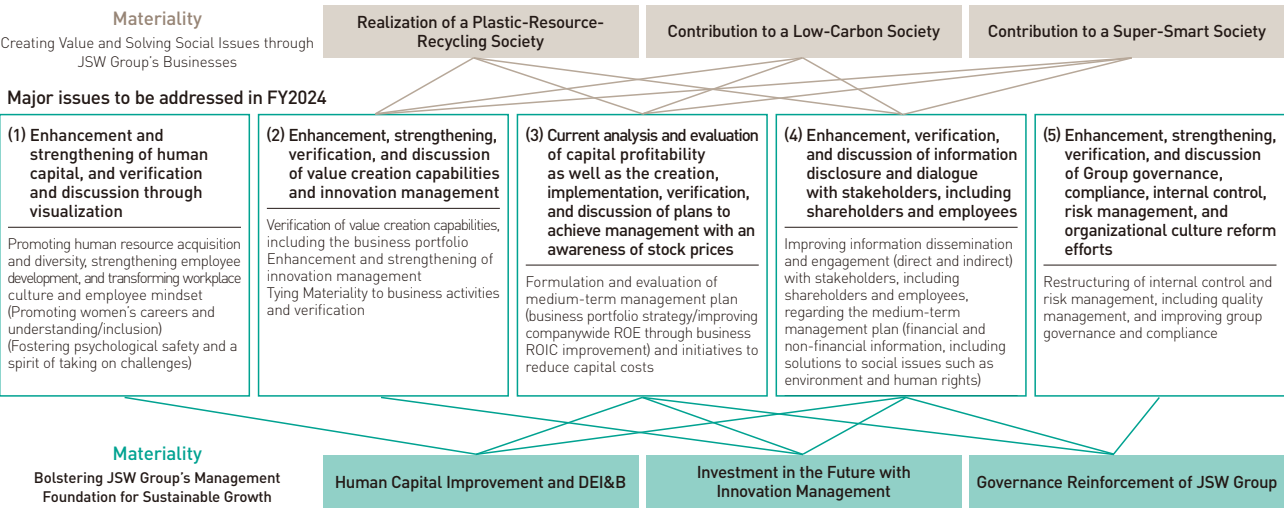 Materiality
Creating Value and Solving Social Issues through
JSW Group's Businesses
Realization of a Plastic-Resource-
Recycling Society
Contribution to a Low-Carbon Society
Contribution to a Super-Smart Society
Major issues to be addressed in FY2024
(1) Enhancement and
strengthening of human
capital, and verification
and discussion through
visualization
Promoting human resource acquisition
and diversity, strengthening employee
development, and transforming workplace
culture and employee mindset
(Promoting women's careers and
understanding/inclusion)
(Fostering psychological safety and a
spirit of taking on challenges)
(2) Enhancement, strengthening,
verification, and discussion
of value creation capabilities
and innovation management
Verification of value creation capabilities,
including the business portfolio
Enhancement and strengthening of
innovation management
Tying Materiality to business activities
and verification
(3) Current analysis and evaluation
of capital profitability
as well as the creation,
implementation, verification,
and discussion of plans to
achieve management with an
awareness of stock prices
Formulation and evaluation of
medium-term management plan
(business portfolio strategy/improving
companywide ROE through business
ROIC improvement) and initiatives to
reduce capital costs
(4) Enhancement, verification,
and discussion of information
disclosure and dialogue
with stakeholders, including
shareholders and employees
Improving information dissemination
and engagement (direct and indirect)
with stakeholders, including
shareholders and employees,
regarding the medium-term
management plan (financial and
non-financial information, including
solutions to social issues such as
environment and human rights)
(5) Enhancement, strengthening,
verification, and discussion
of Group governance,
compliance, internal control,
risk management, and
organizational culture reform
efforts
Restructuring of internal control and
risk management, including quality
management, and improving group
governance and compliance
Materiality
Bolstering JSW Group's Management
Foundation for Sustainable Growth
Human Capital Improvement and DEI&B
Investment in the Future with
Innovation Management
Governance Reinforcement of JSW Group